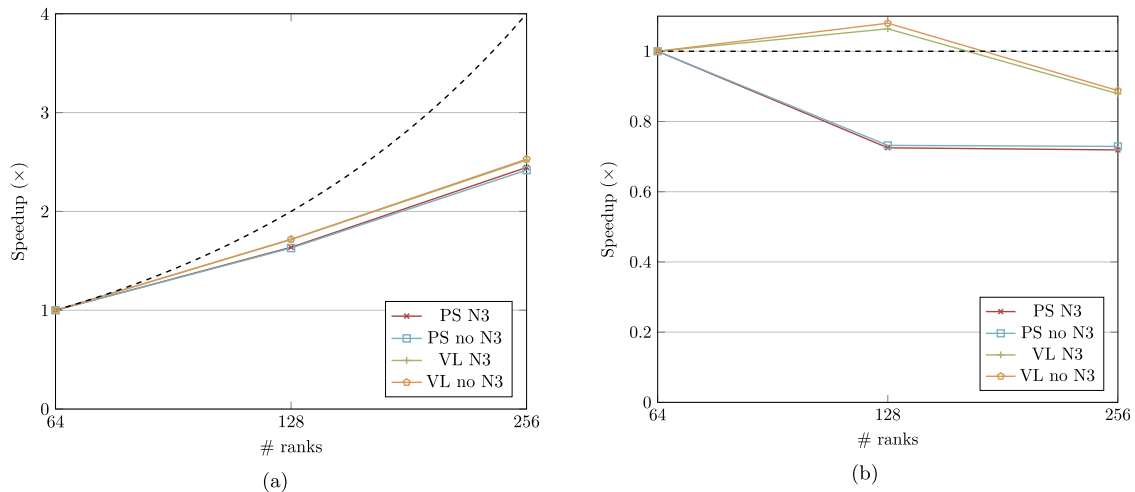 4
3
2
1
0
Speedup (×)
64
128
256
# ranks
PS N3
PS no N3
VL N3
VL no N3
(a)
1
0.8
0.6
0.4
0.2
0
Speedup (×)
64
128
256
# ranks
PS N3
PS no N3
VL N3
VL no N3
(b)